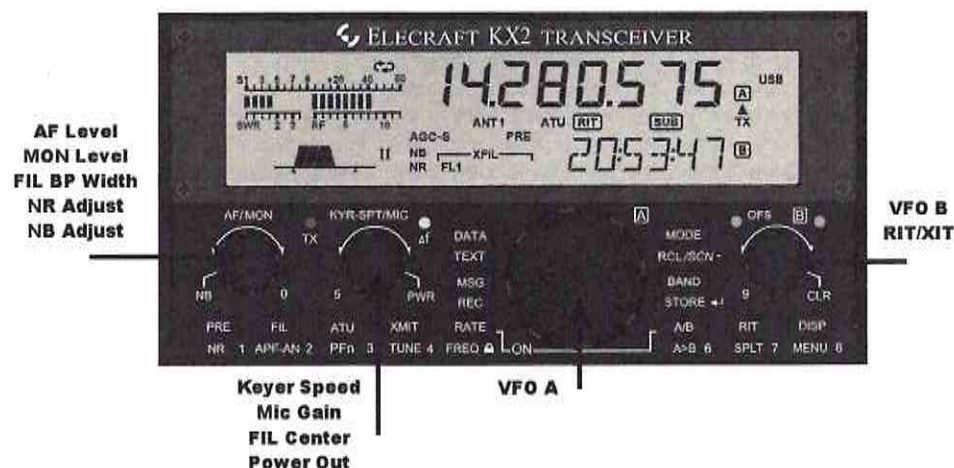 ELECRAFT KX2 TRANSCEIVER
S1 3 5 7 9 +20 40 60
14.280.575
USB
A
SWR 2 3 RF 5 10
ANT 1 ATU RIT SUB
TX
AGC-S PRE
NB XFIL
NR FL1
II
20:53:47
B
AF Level
MON Level
FIL BP Width
NR Adjust
NB Adjust
AF/MON
TX
KYR-SPT/MIC
Δf
A
OFS
B
VFO B
RIT/XIT
DATA
TEXT
MSG
REC
MODE
RCL/SCN
BAND
STORE
NB 0 5 PWR
9 CLR
PRE FIL ATU XMIT RATE
NR 1 APF-AN 2 PFn 3 TUNE 4 FREQ
ON
A/B RIT DISP
A>B 6 SPLT 7 MENU 8
Keyer Speed
Mic Gain
FIL Center
Power Out
VFO A